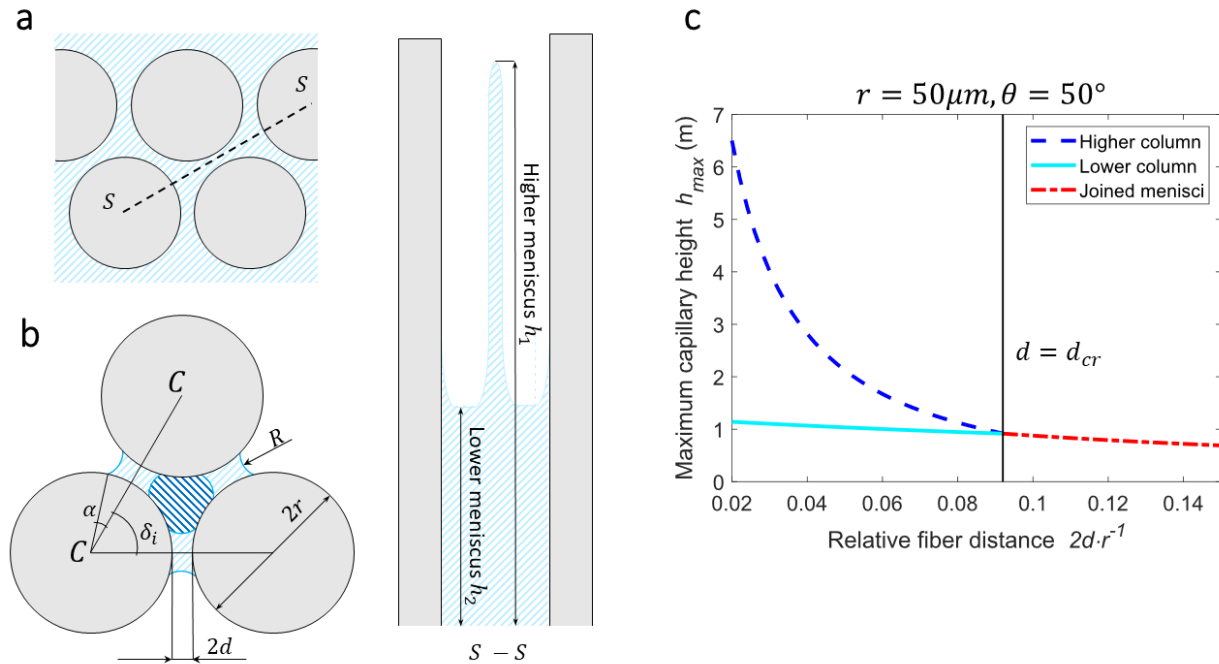 a
S
S
b
C
C
R
α
δᵢ
2r
2d
Higher meniscus h₁
Lower meniscus h₂
S – S
c
r = 50μm, θ = 50°
Maximum capillary height h_max (m)
7
6
5
4
3
2
1
0
0.02
0.04
0.06
0.08
0.1
0.12
0.14
Relative fiber distance 2d·r⁻¹
Higher column
Lower column
Joined menisci
d = d_cr